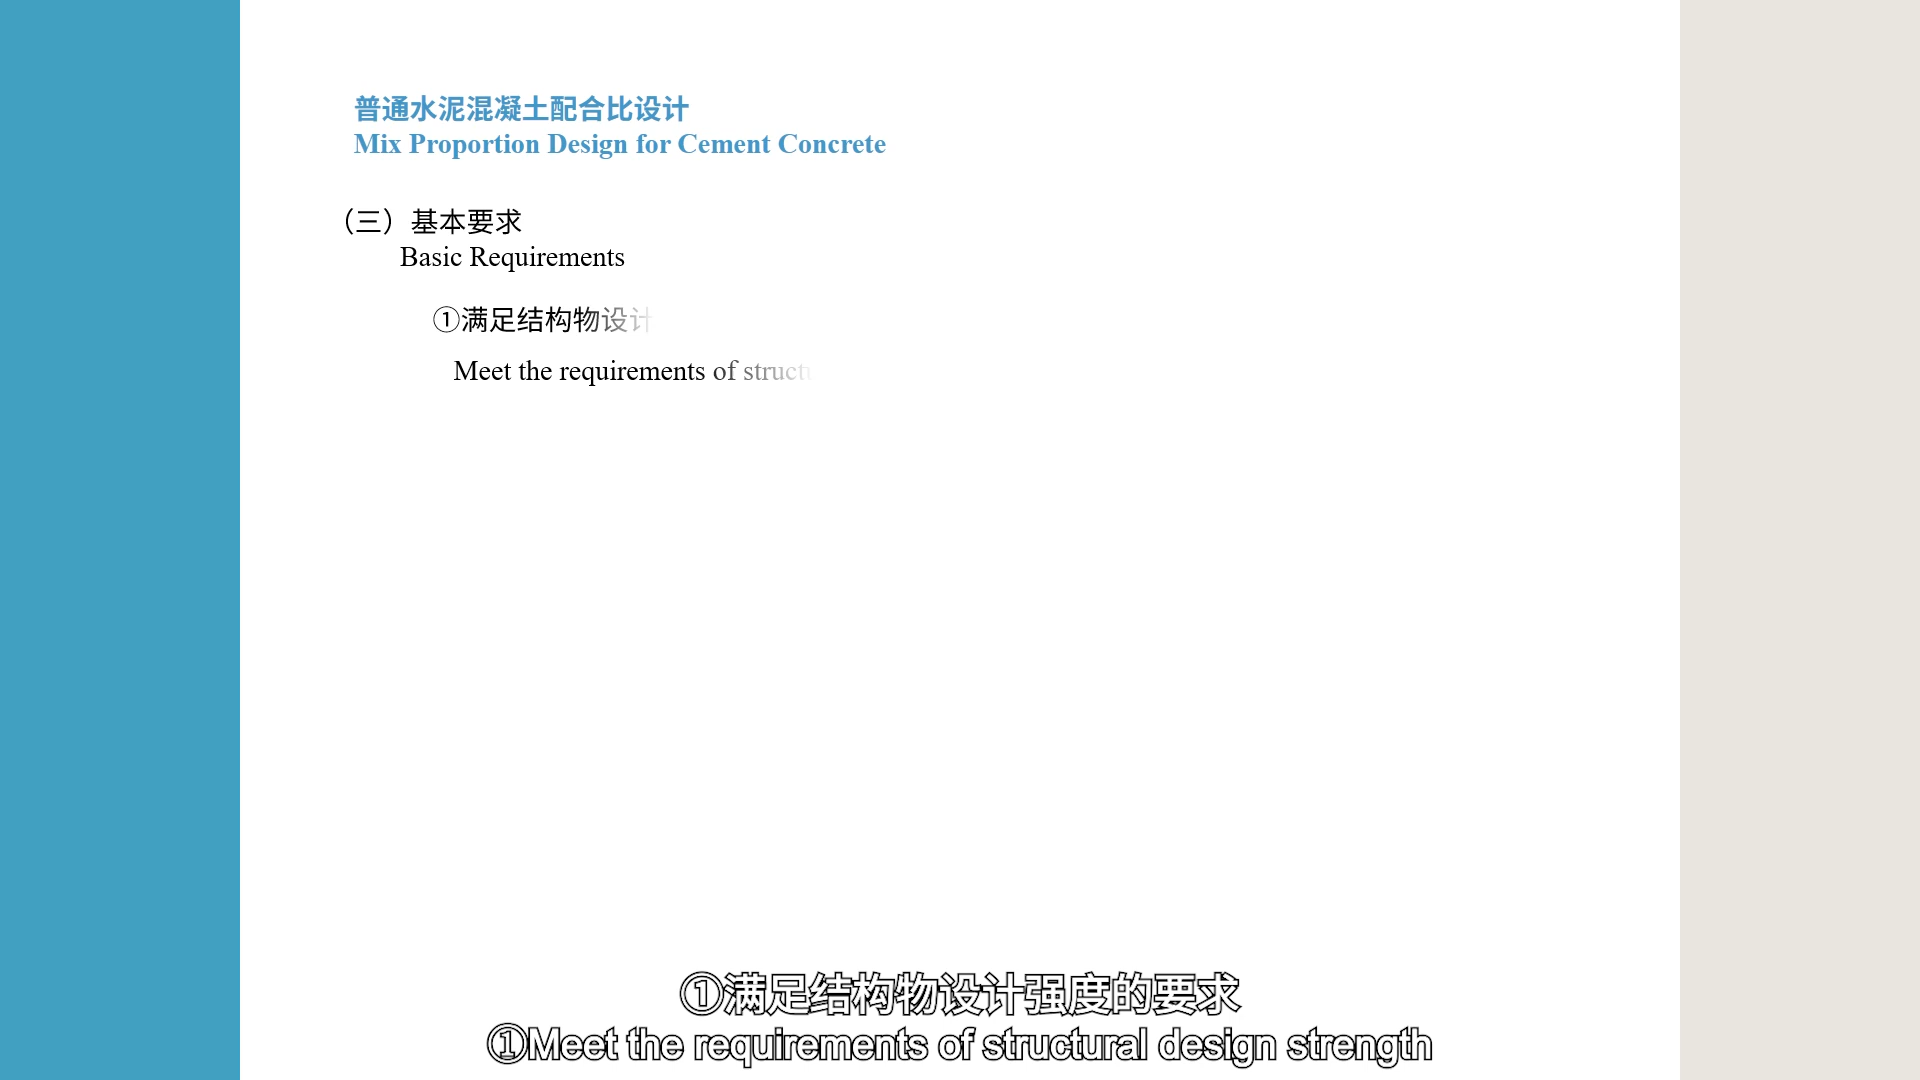 普通水泥混凝土配合比设计
Mix Proportion Design for Cement Concrete
（三）基本要求
Basic Requirements
①满足结构物设计
Meet the requirements of structu
①满足结构物设计强度的要求
①Meet the requirements of structural design strength